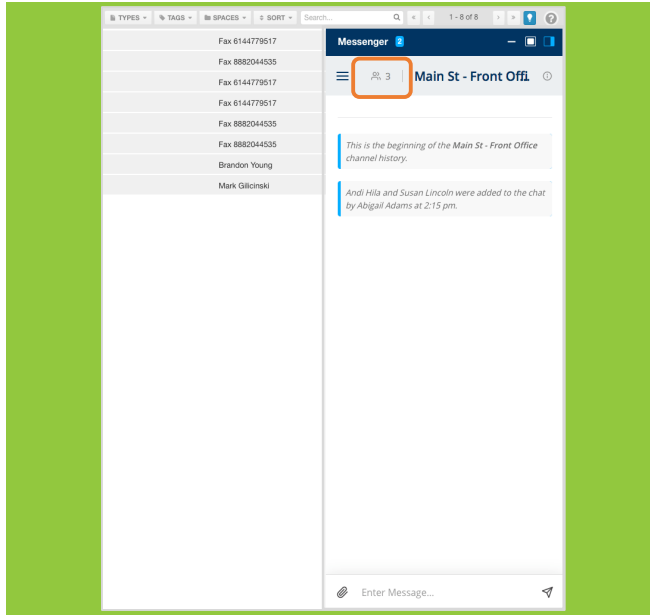 TYPES TAGS SPACES SORT Search... « ‹ 1 - 8 of 8 › » ?
Fax 6144779517
Fax 8882044535
Fax 6144779517
Fax 6144779517
Fax 8882044535
Fax 8882044535
Brandon Young
Mark Gilicinski
Messenger 2
3 Main St - Front Offi.
This is the beginning of the Main St - Front Office
channel history.
Andi Hila and Susan Lincoln were added to the chat
by Abigail Adams at 2:15 pm.
Enter Message...